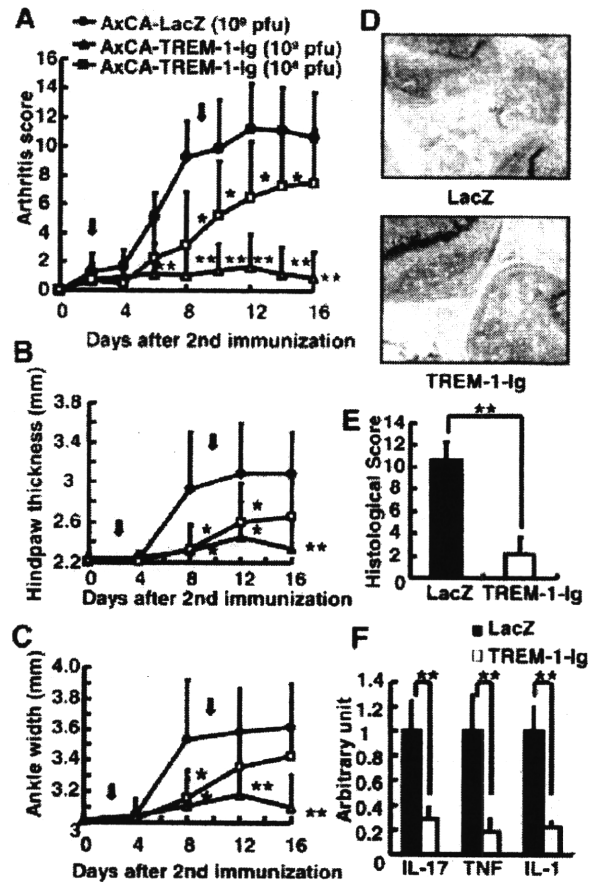 A
AxCA-LacZ (10⁹ pfu)
AxCA-TREM-1-Ig (10⁹ pfu)
AxCA-TREM-1-Ig (10⁸ pfu)
Arthritis score
16
14
12
10
8
6
4
2
0
* * * *
** ** ** ** ** **
0 4 8 12 16
Days after 2nd immunization
B
Hindpaw thickness (mm)
3.8
3.4
3
2.6
2.2
* *
* * **
0 4 8 12 16
Days after 2nd immunization
C
Ankle width (mm)
4.0
3.8
3.6
3.4
3.2
3
* ** 
* **
0 4 8 12 16
Days after 2nd immunization
D
LacZ
TREM-1-Ig
E
Histological Score
14
12
10
8
6
4
2
0
**
LacZ TREM-1-Ig
F
LacZ
TREM-1-Ig
Arbitrary unit
1.4
1.2
1
0.8
0.6
0.4
0.2
0
** ** **
IL-17 TNF IL-1